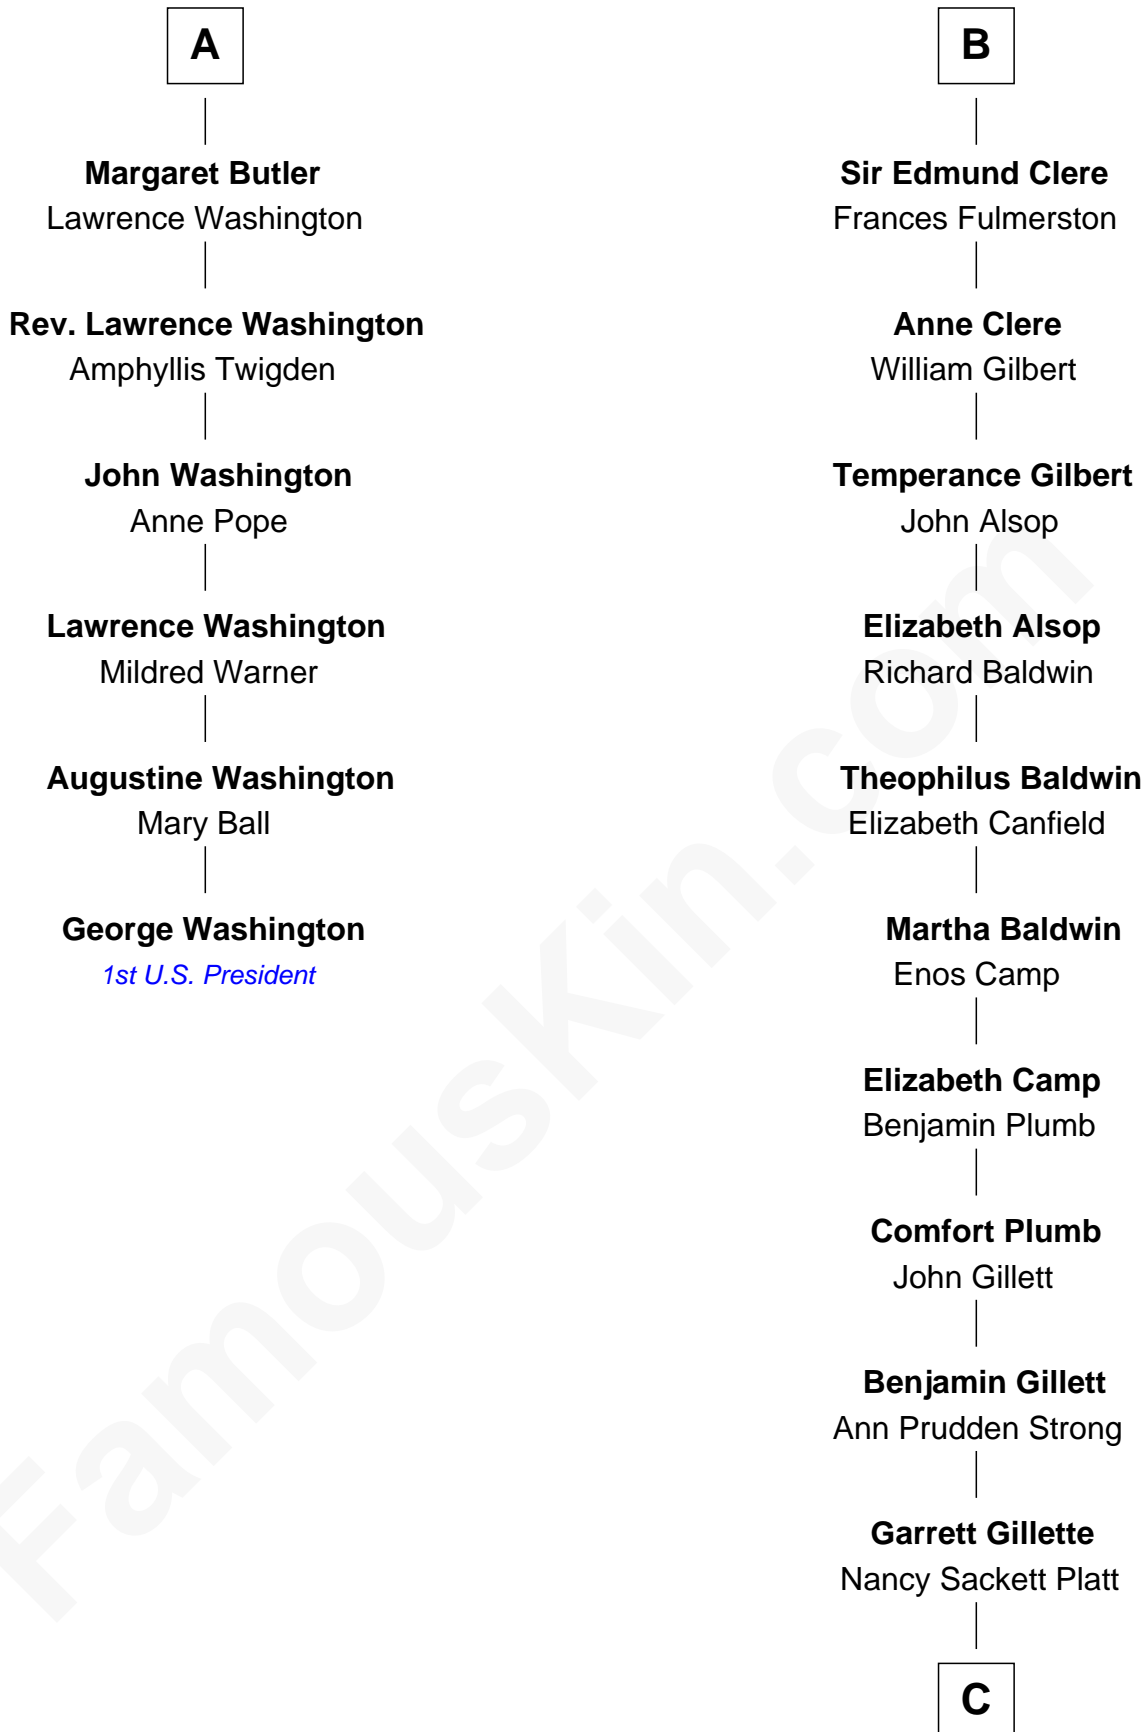 A
Margaret Butler
Lawrence Washington
Rev. Lawrence Washington
Amphyllis Twigden
John Washington
Anne Pope
Lawrence Washington
Mildred Warner
Augustine Washington
Mary Ball
George Washington
1st U.S. President
B
Sir Edmund Clere
Frances Fulmerston
Anne Clere
William Gilbert
Temperance Gilbert
John Alsop
Elizabeth Alsop
Richard Baldwin
Theophilus Baldwin
Elizabeth Canfield
Martha Baldwin
Enos Camp
Elizabeth Camp
Benjamin Plumb
Comfort Plumb
John Gillett
Benjamin Gillett
Ann Prudden Strong
Garrett Gillette
Nancy Sackett Platt
C
FamousKin.com